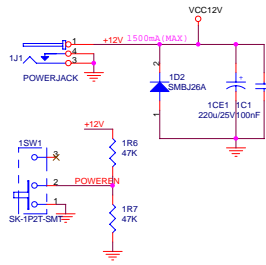 VCC12V
+12V
1500mA(MAX)
1
4
3
1J1
POWERJACK
2
1
1D2
SMBJ26A
1CE1
1C1
220u/25V
100nF
+12V
1SW1
3
1R6
47K
2
POWEREN
1
SK-1P2T-SMT
1R7
47K